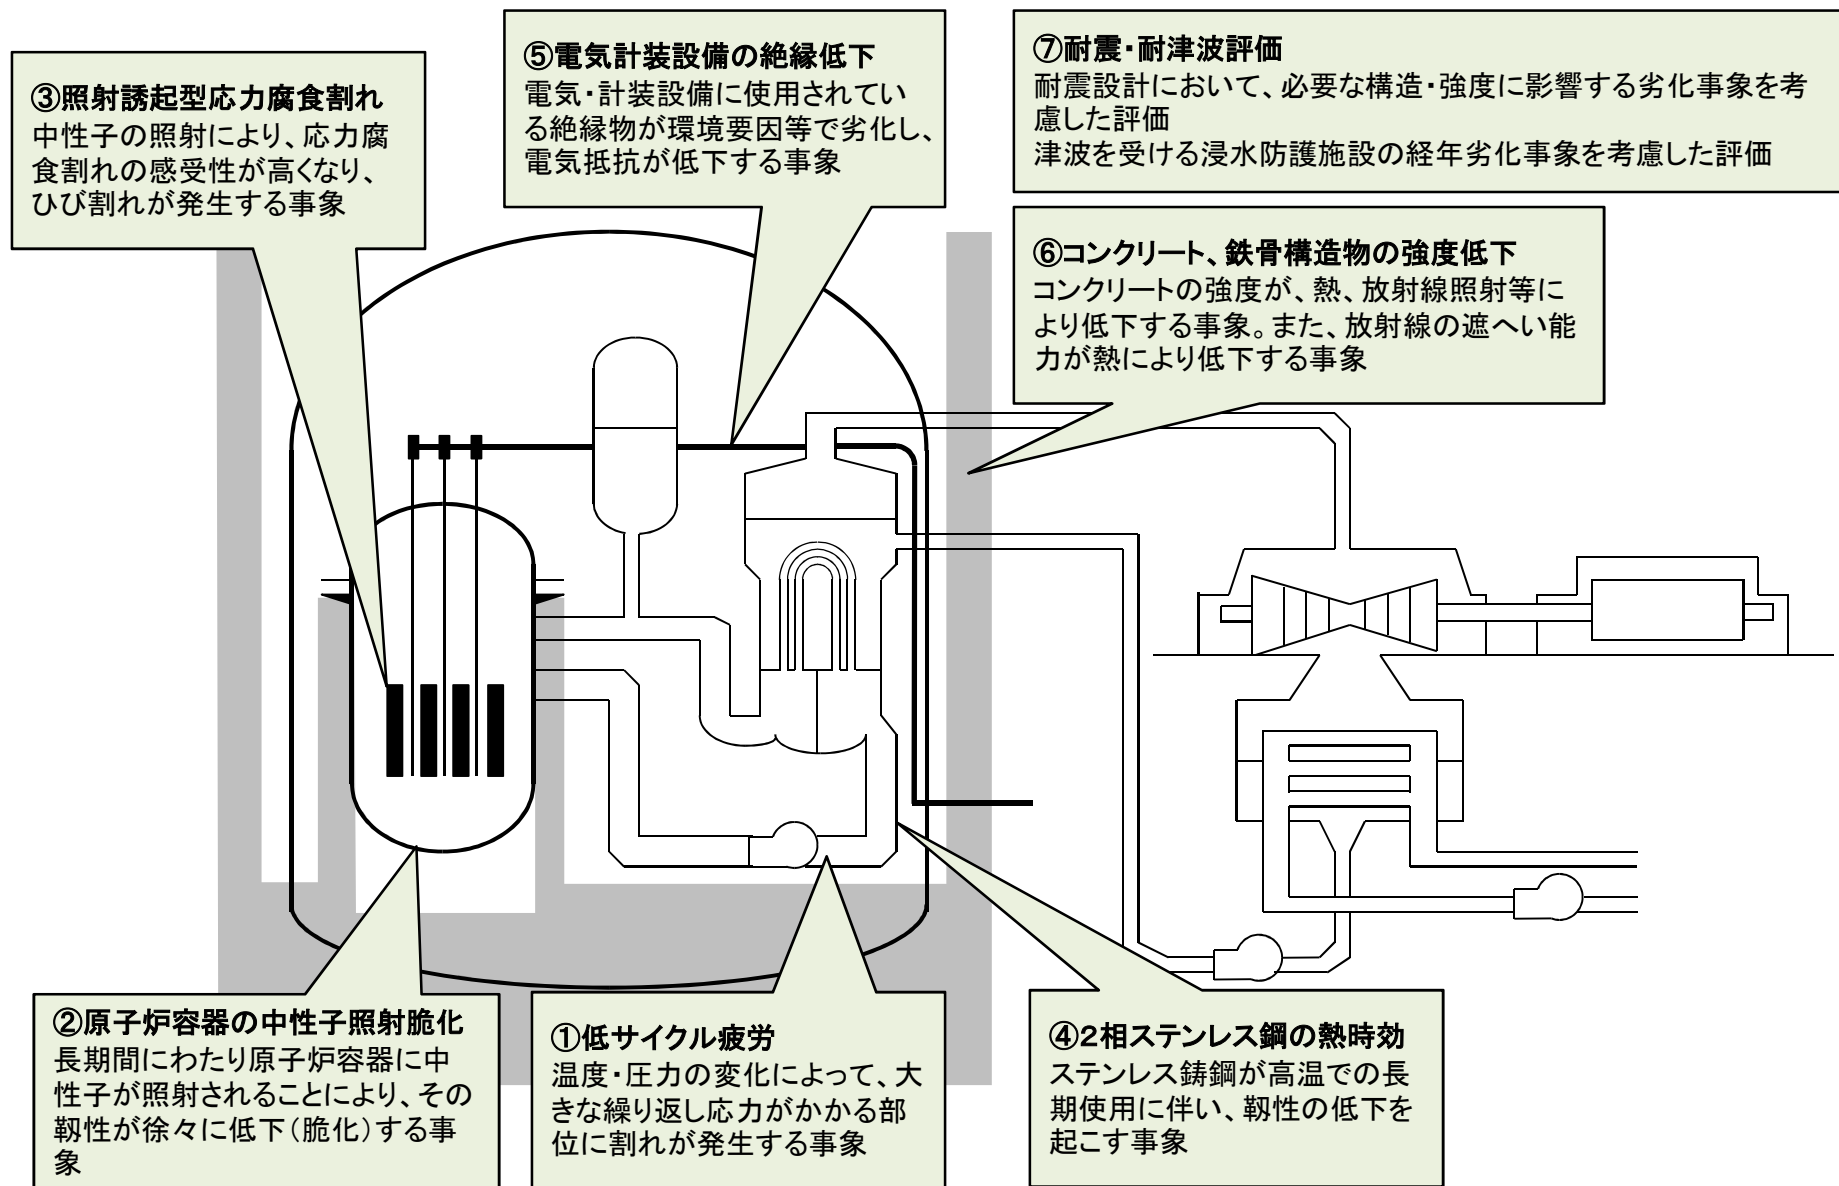 ③照射誘起型応力腐食割れ
中性子の照射により、応力腐
食割れの感受性が高くなり、
ひび割れが発生する事象
⑤電気計装設備の絶縁低下
電気・計装設備に使用されてい
る絶縁物が環境要因等で劣化し、
電気抵抗が低下する事象
⑦耐震・耐津波評価
耐震設計において、必要な構造・強度に影響する劣化事象を考
慮した評価
津波を受ける浸水防護施設の経年劣化事象を考慮した評価
⑥コンクリート、鉄骨構造物の強度低下
コンクリートの強度が、熱、放射線照射等に
より低下する事象。また、放射線の遮へい能
力が熱により低下する事象
②原子炉容器の中性子照射脆化
長期間にわたり原子炉容器に中
性子が照射されることにより、その
靱性が徐々に低下（脆化）する事
象
①低サイクル疲労
温度・圧力の変化によって、大
きな繰り返し応力がかかる部
位に割れが発生する事象
④２相ステンレス鋼の熱時効
ステンレス鋳鋼が高温での長
期使用に伴い、靱性の低下を
起こす事象